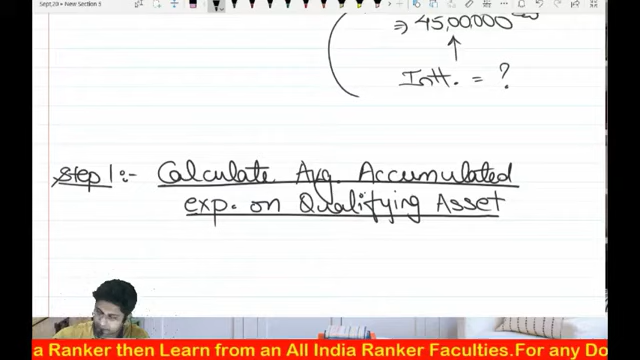 Sept,20 ÷ New Section 3
⇒ 45,00,000
Intt. = ?
Step 1:- Calculate Avg. Accumulated
exp. on Qualifying Asset
a Ranker then Learn from an All India Ranker Faculties.For any Do